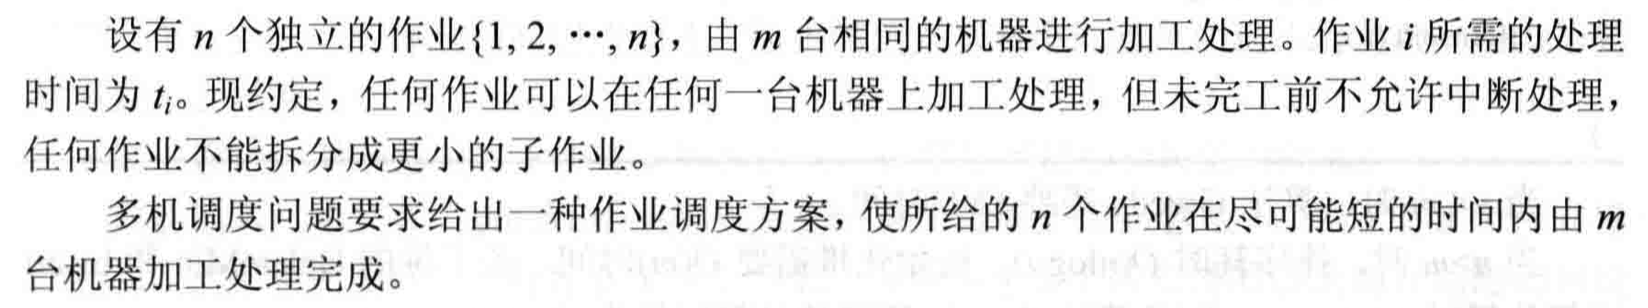 设有 n 个独立的作业{1, 2, ···, n}，由 m 台相同的机器进行加工处理。作业 i 所需的处理
时间为 tᵢ。现约定，任何作业可以在任何一台机器上加工处理，但未完工前不允许中断处理，
任何作业不能拆分成更小的子作业。
多机调度问题要求给出一种作业调度方案，使所给的 n 个作业在尽可能短的时间内由 m
台机器加工处理完成。